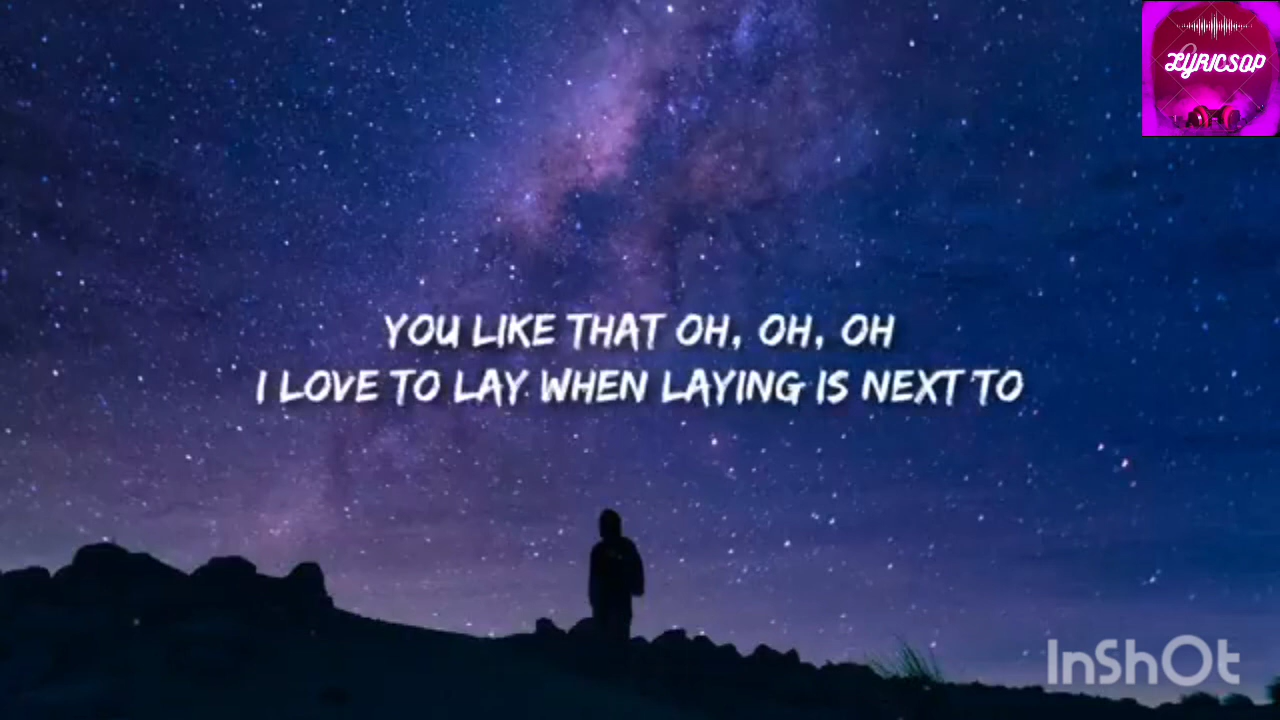 LYRICSOP
YOU LIKE THAT OH, OH, OH
I LOVE TO LAY WHEN LAYING IS NEXT TO
InShOt